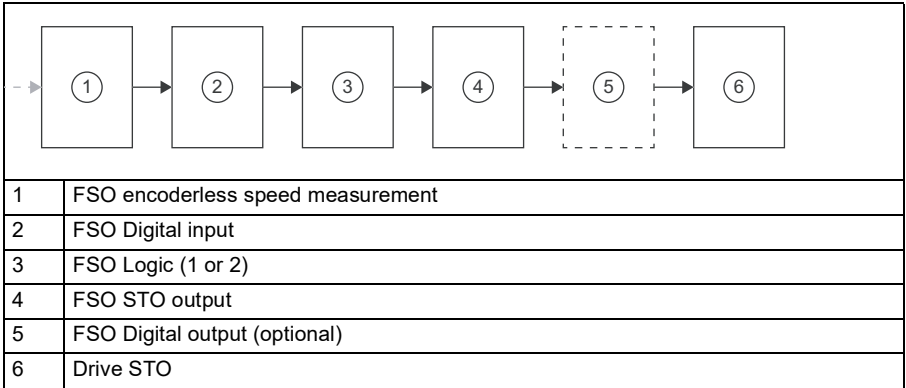 1 2 3 4 5 6
1 FSO encoderless speed measurement
2 FSO Digital input
3 FSO Logic (1 or 2)
4 FSO STO output
5 FSO Digital output (optional)
6 Drive STO